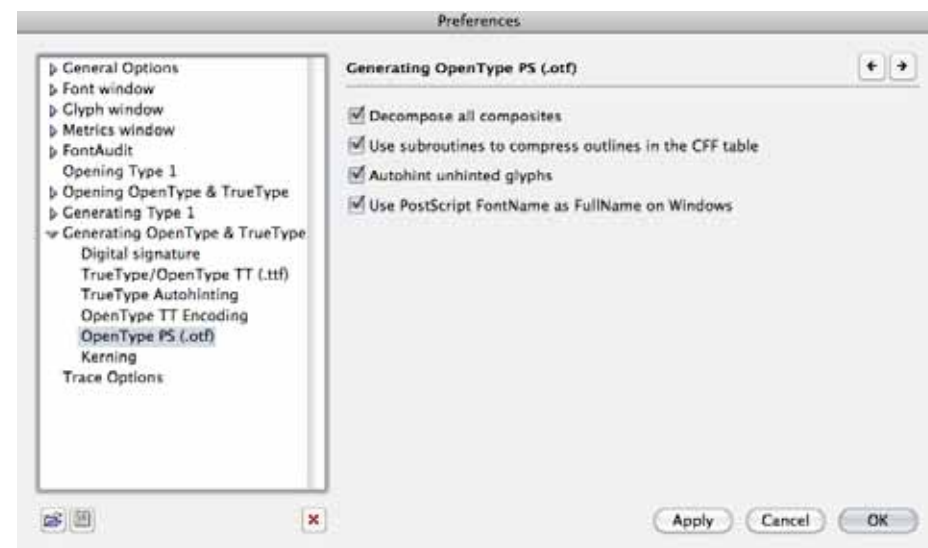 Preferences
General Options
Font window
Glyph window
Metrics window
FontAudit
Opening Type 1
Opening OpenType & TrueType
Generating Type 1
Generating OpenType & TrueType
Digital signature
TrueType/OpenType TT (.ttf)
TrueType Autohinting
OpenType TT Encoding
OpenType PS (.otf)
Kerning
Trace Options
Generating OpenType PS (.otf)
Decompose all composites
Use subroutines to compress outlines in the CFF table
Autohint unhinted glyphs
Use PostScript FontName as FullName on Windows
Apply Cancel OK